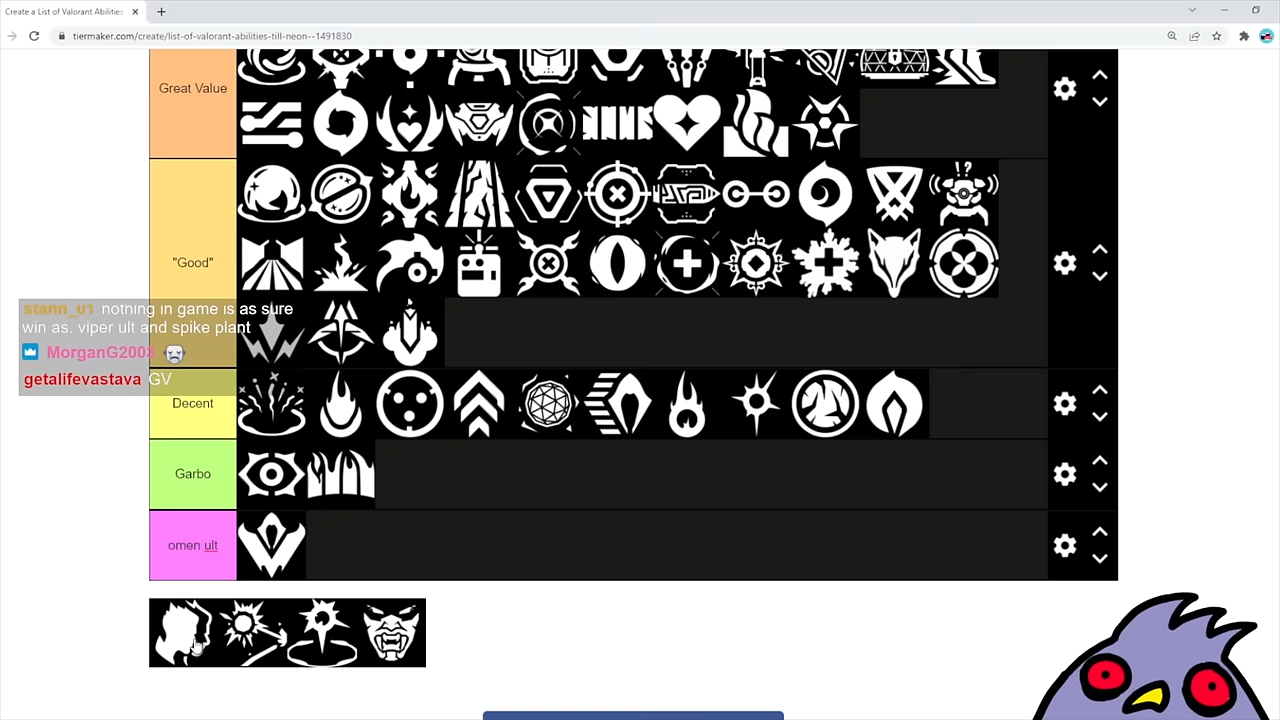 Create a List of Valorant Abilities
tiermaker.com/create/list-of-valorant-abilities-till-neon--1491830
Great Value
"Good"
stann_u1 nothing in game is as sure
win as. viper ult and spike plant
MorganG2003
getalifevastava GV
Decent
Garbo
omen ult